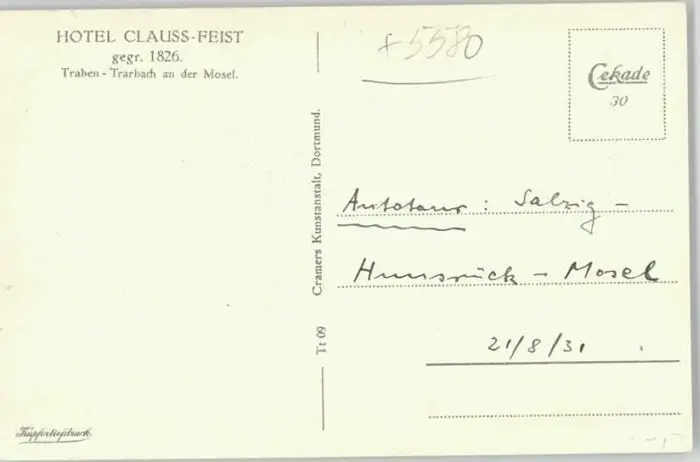 HOTEL CLAUSS-FEIST
gegr. 1826.
Traben - Trarbach an der Mosel.
+5580
Cekade
30
Cramers Kunstanstalt, Dortmund.
Tt 09
Autotour : Salzig -
Hunsrück - Mosel
21/8/31.
Kupfertiefdruck